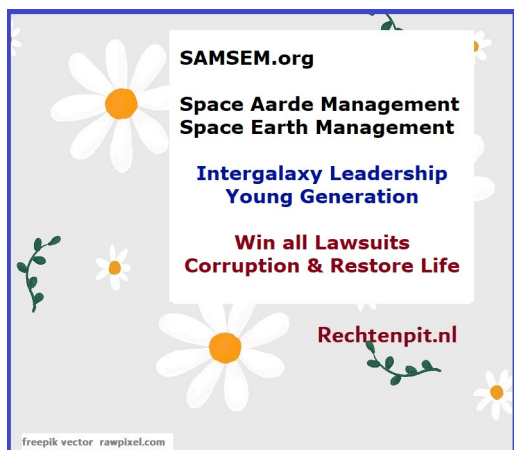 SAMSEM.org
Space Aarde Management
Space Earth Management
Intergalaxy Leadership
Young Generation
Win all Lawsuits
Corruption & Restore Life
Rechtenpit.nl
freepik vector rawpixel.com